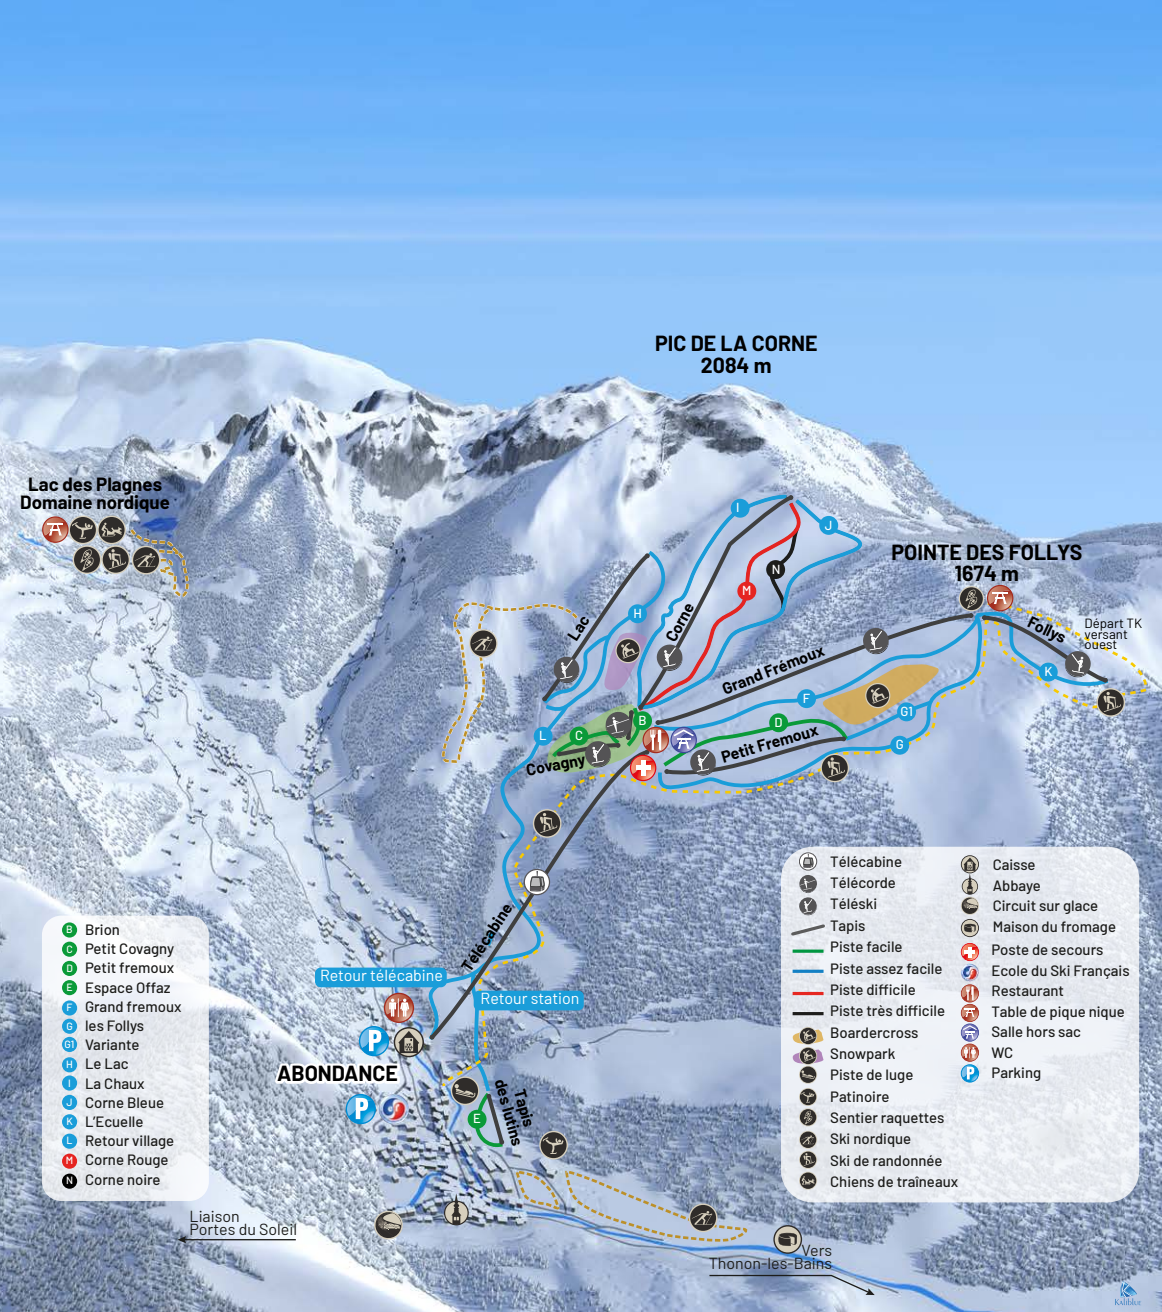 PIC DE LA CORNE
2084 m
Lac des Plagnes
Domaine nordique
POINTE DES FOLLYS
1674 m
I
J
N
M
H
Lac
Corne
Follys
Départ TK
versant
ouest
K
Grand Frémoux
F
G1
L
C
B
D
Petit Fremoux
G
Covagny
Télécabine
Retour télécabine
Retour station
P
ABONDANCE
P
E
Tapis
des lutins
B Brion
C Petit Covagny
D Petit fremoux
E Espace Offaz
F Grand fremoux
G les Follys
G1 Variante
H Le Lac
I La Chaux
J Corne Bleue
K L'Ecuelle
L Retour village
M Corne Rouge
N Corne noire
Télécabine
Télécorde
Téléski
Tapis
Piste facile
Piste assez facile
Piste difficile
Piste très difficile
Boardercross
Snowpark
Piste de luge
Patinoire
Sentier raquettes
Ski nordique
Ski de randonnée
Chiens de traîneaux
Caisse
Abbaye
Circuit sur glace
Maison du fromage
Poste de secours
Ecole du Ski Français
Restaurant
Table de pique nique
Salle hors sac
WC
P Parking
Liaison
Portes du Soleil
Vers
Thonon-les-Bains
Kaliblue